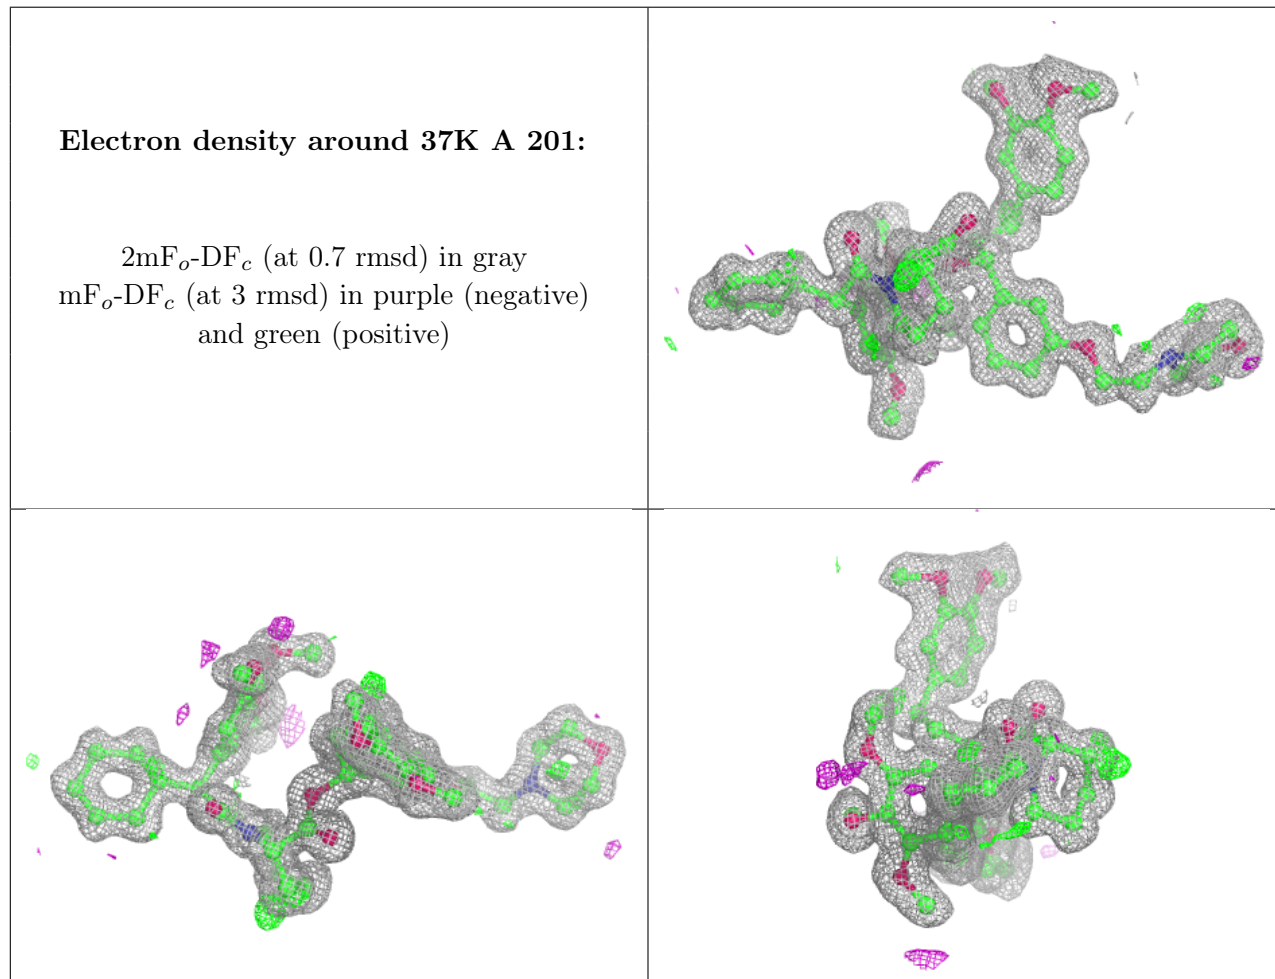 Electron density around 37K A 201:
2mFo-DFc (at 0.7 rmsd) in gray
mFo-DFc (at 3 rmsd) in purple (negative)
and green (positive)